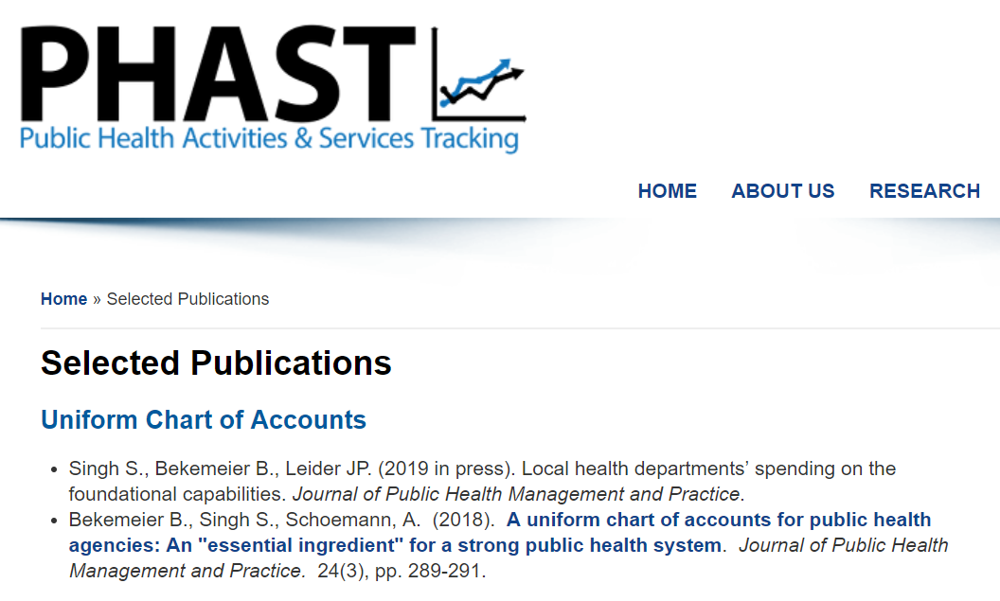 PHAST
Public Health Activities & Services Tracking
HOME ABOUT US RESEARCH
Home » Selected Publications
Selected Publications
Uniform Chart of Accounts
• Singh S., Bekemeier B., Leider JP. (2019 in press). Local health departments’ spending on the
foundational capabilities. Journal of Public Health Management and Practice.
• Bekemeier B., Singh S., Schoemann, A.  (2018).  A uniform chart of accounts for public health
agencies: An "essential ingredient" for a strong public health system.  Journal of Public Health
Management and Practice.  24(3), pp. 289-291.